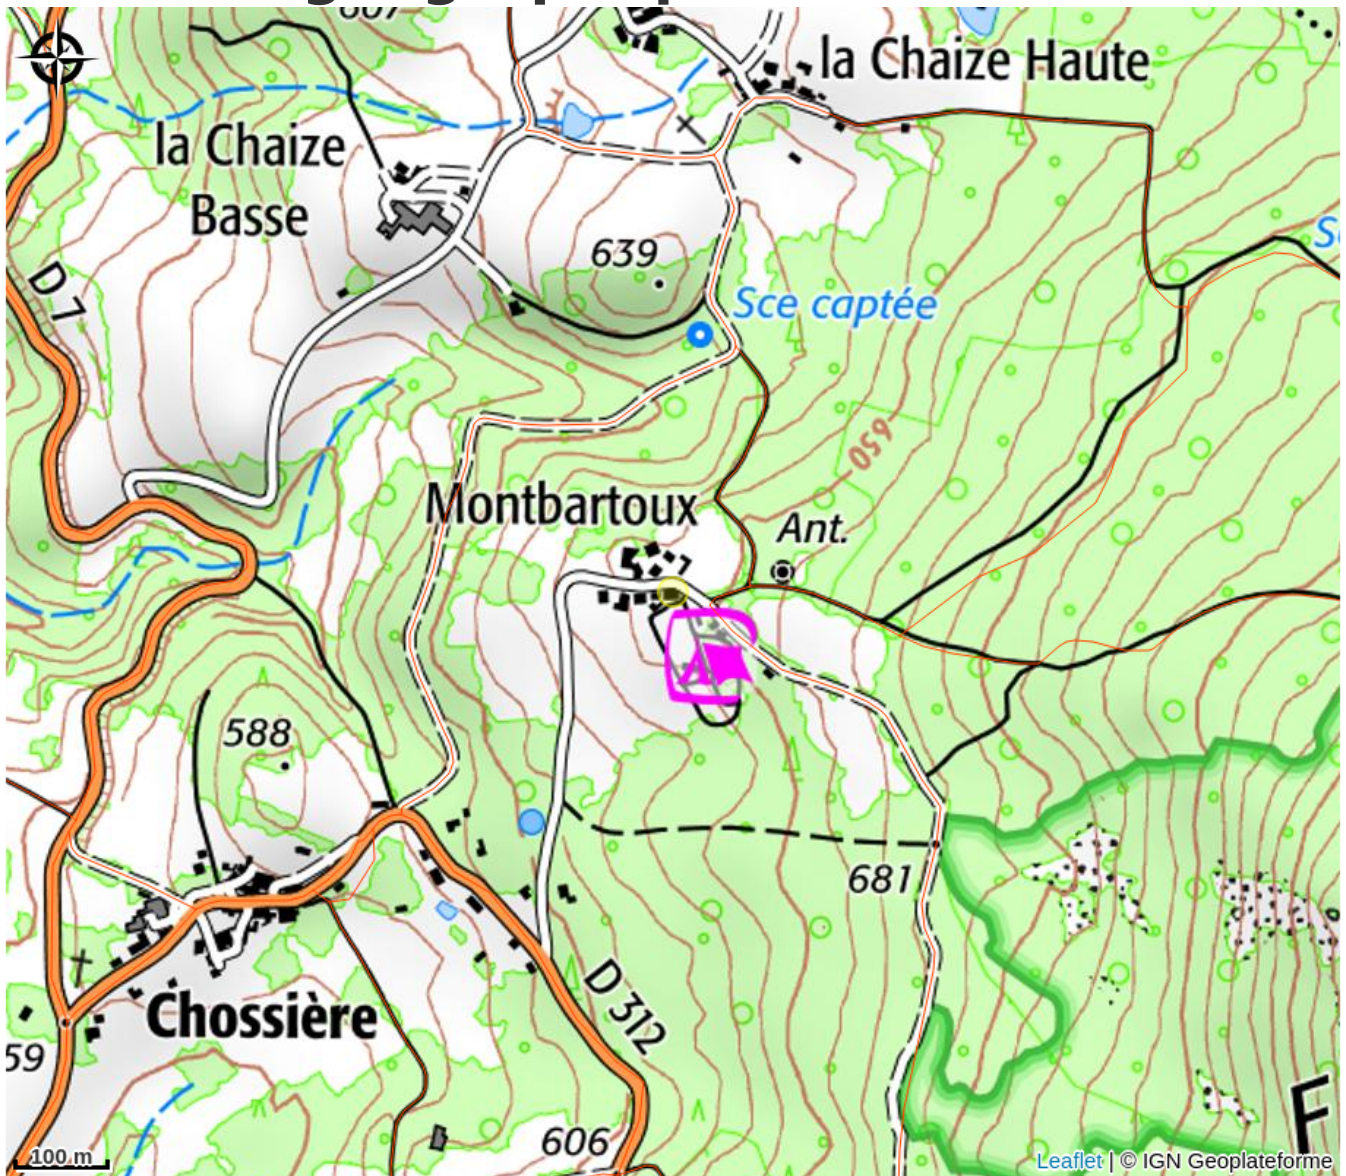 607
la Chaize Haute
la Chaize
Basse
639
D 7
Sce captée
650
Montbartoux
Ant.
588
681
Chossière
D 312
59
606
F
100 m
Leaflet | © IGN Geoplateforme